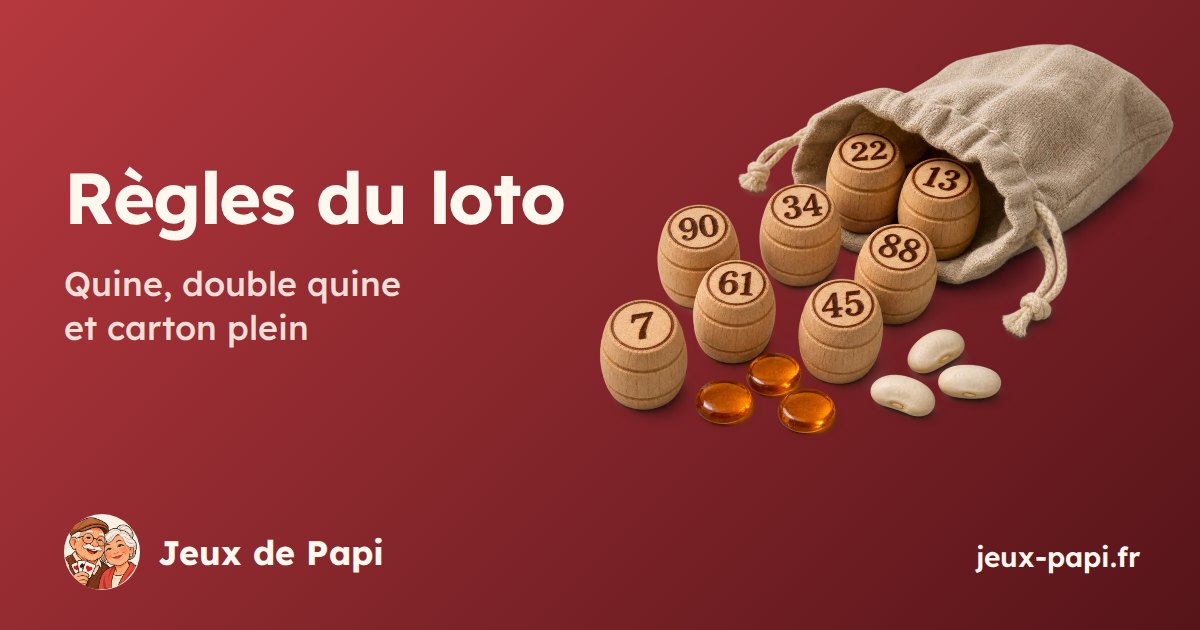 Règles du loto
Quine, double quine
et carton plein
22
13
34
90
88
61
45
7
Jeux de Papi
jeux-papi.fr